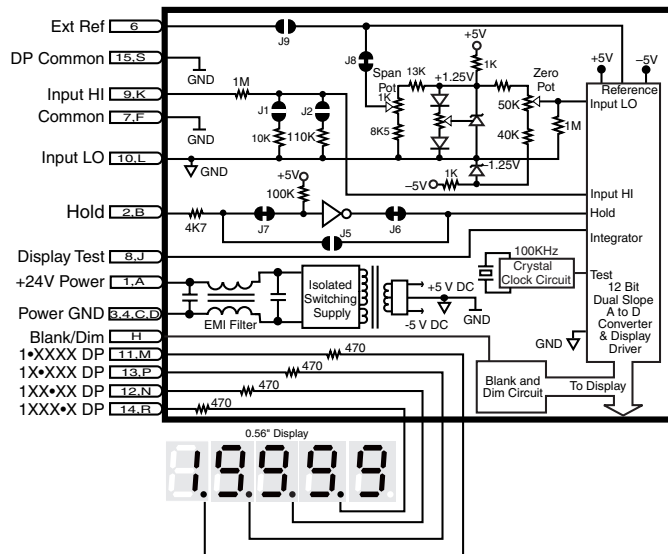 Ext Ref 6
J9
DP Common 15,S
GND
J8
+5V
1K
+5V
–5V
Reference
Input HI 9,K
1M
J1
J2
Span Pot
1K
13K
+1.25V
Zero Pot
50K
Input LO
Common 7,F
GND
10K
110K
8K5
40K
1M
Input LO 10,L
GND
–1.25V
–5V
1K
Input HI
+5V
100K
Hold 2,B
4K7
J7
J6
Hold
J5
Integrator
Display Test 8,J
100KHz
Crystal Clock Circuit
Test
+24V Power 1,A
EMI Filter
Isolated Switching Supply
+5 V DC
GND
-5 V DC
12 Bit
Dual Slope
A to D
Converter
& Display
Driver
Power GND 3,4,C,D
GND
Blank/Dim H
Blank and Dim Circuit
To Display
1•XXXX DP 11,M
470
1X•XXX DP 13,P
470
1XX•XX DP 12,N
470
1XXX•X DP 14,R
470
0.56" Display
1.9.9.9.9